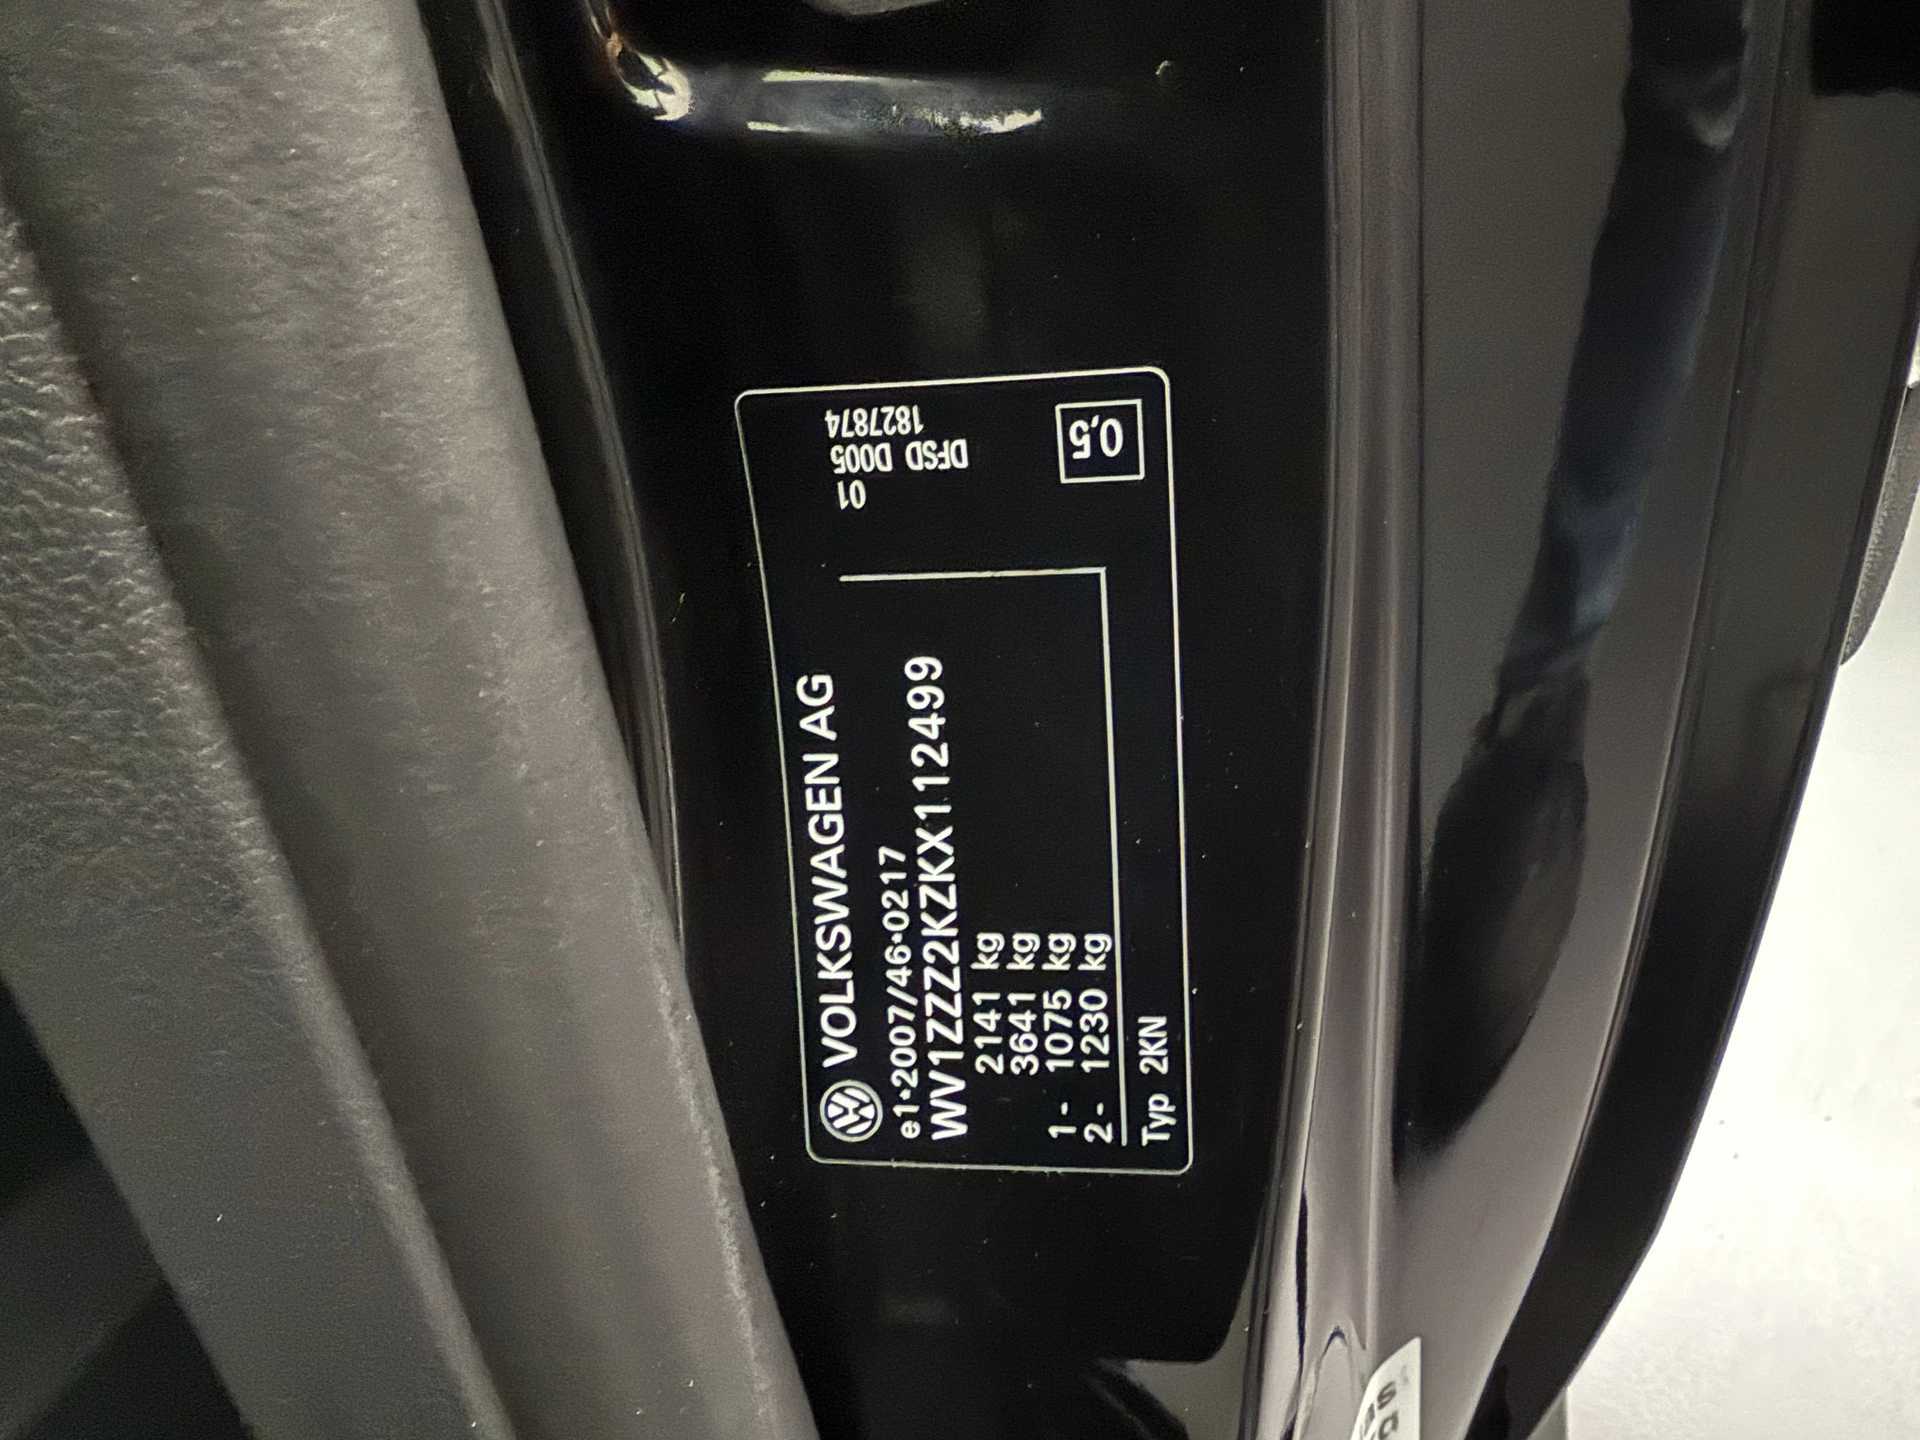 VOLKSWAGEN AG
e1*2007/46*0217
WV1ZZZ2KZKX112499
2141 kg
3641 kg
1- 1075 kg
2- 1230 kg
Typ 2KN
01
D005 DFSD
1827874
0,5